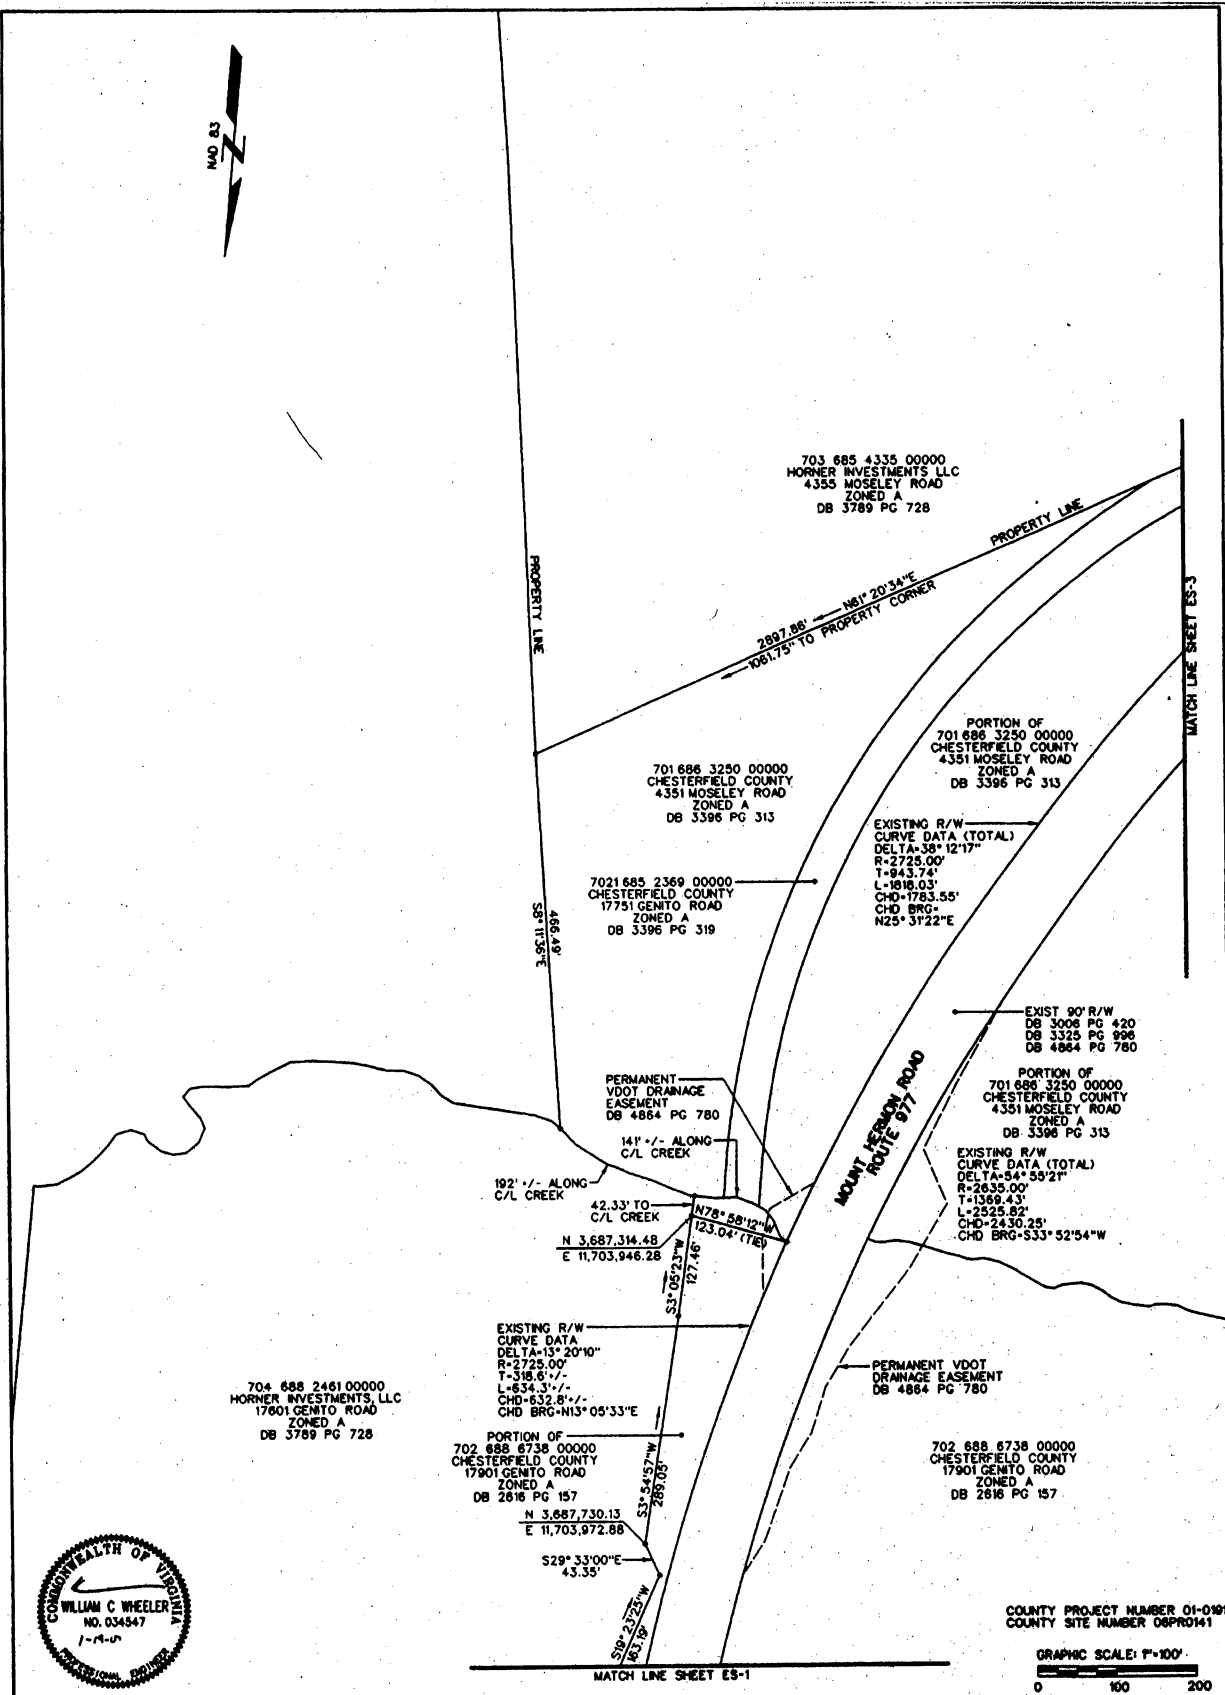 NAD 83
N
703 685 4335 00000
HORNER INVESTMENTS LLC
4355 MOSELEY ROAD
ZONED A
DB 3789 PG 728
PROPERTY LINE
PROPERTY LINE
N61° 20'34"E
2897.86'
1061.75" TO PROPERTY CORNER
MATCH LINE SHEET ES-3
PORTION OF
701 686 3250 00000
CHESTERFIELD COUNTY
4351 MOSELEY ROAD
ZONED A
DB 3396 PG 313
701 686 3250 00000
CHESTERFIELD COUNTY
4351 MOSELEY ROAD
ZONED A
DB 3396 PG 313
EXISTING R/W
CURVE DATA (TOTAL)
DELTA=38° 12'17"
R=2725.00'
T=943.74'
L=1818.03'
CHD=1783.55'
CHD BRG=
N25° 31'22"E
7021 685 2369 00000
CHESTERFIELD COUNTY
17751 GENITO ROAD
ZONED A
DB 3396 PG 319
466.49'
S8° 11'36"E
EXIST 90' R/W
DB 3006 PG 420
DB 3325 PG 996
DB 4864 PG 780
PORTION OF
701 686 3250 00000
CHESTERFIELD COUNTY
4351 MOSELEY ROAD
ZONED A
DB 3396 PG 313
PERMANENT
VDOT DRAINAGE
EASEMENT
DB 4864 PG 780
MOUNT HERMON ROAD
ROUTE 977
141' +/- ALONG
C/L CREEK
EXISTING R/W
CURVE DATA (TOTAL)
DELTA=54° 55'21"
R=2635.00'
T=1369.43'
L=2525.82'
CHD=2430.25'
CHD BRG=S33° 52'54"W
192' +/- ALONG
C/L CREEK
42.33' TO
C/L CREEK
N78° 58'12"W
123.04' (TIE)
N 3,687,314.48
E 11,703,946.28
S3° 05'23"W
127.46'
EXISTING R/W
CURVE DATA
DELTA=13° 20'10"
R=2725.00'
T=318.6'+/-
L=634.3'+/-
CHD=632.8'+/-
CHD BRG=N13° 05'33"E
PERMANENT VDOT
DRAINAGE EASEMENT
DB 4864 PG 780
704 688 2461 00000
HORNER INVESTMENTS, LLC
17601 GENITO ROAD
ZONED A
DB 3789 PG 728
PORTION OF
702 688 6738 00000
CHESTERFIELD COUNTY
17901 GENITO ROAD
ZONED A
DB 2616 PG 157
S3° 54'57"W
289.05'
702 688 6738 00000
CHESTERFIELD COUNTY
17901 GENITO ROAD
ZONED A
DB 2616 PG 157
N 3,687,730.13
E 11,703,972.88
S29° 33'00"E
43.35'
S19° 23'25"W
163.19'
COMMONWEALTH OF VIRGINIA
WILLIAM C WHEELER
NO. 034547
PROFESSIONAL ENGINEER
COUNTY PROJECT NUMBER 01-0191
COUNTY SITE NUMBER 06PR0141
GRAPHIC SCALE: 1"=100'
0 100 200
MATCH LINE SHEET ES-1